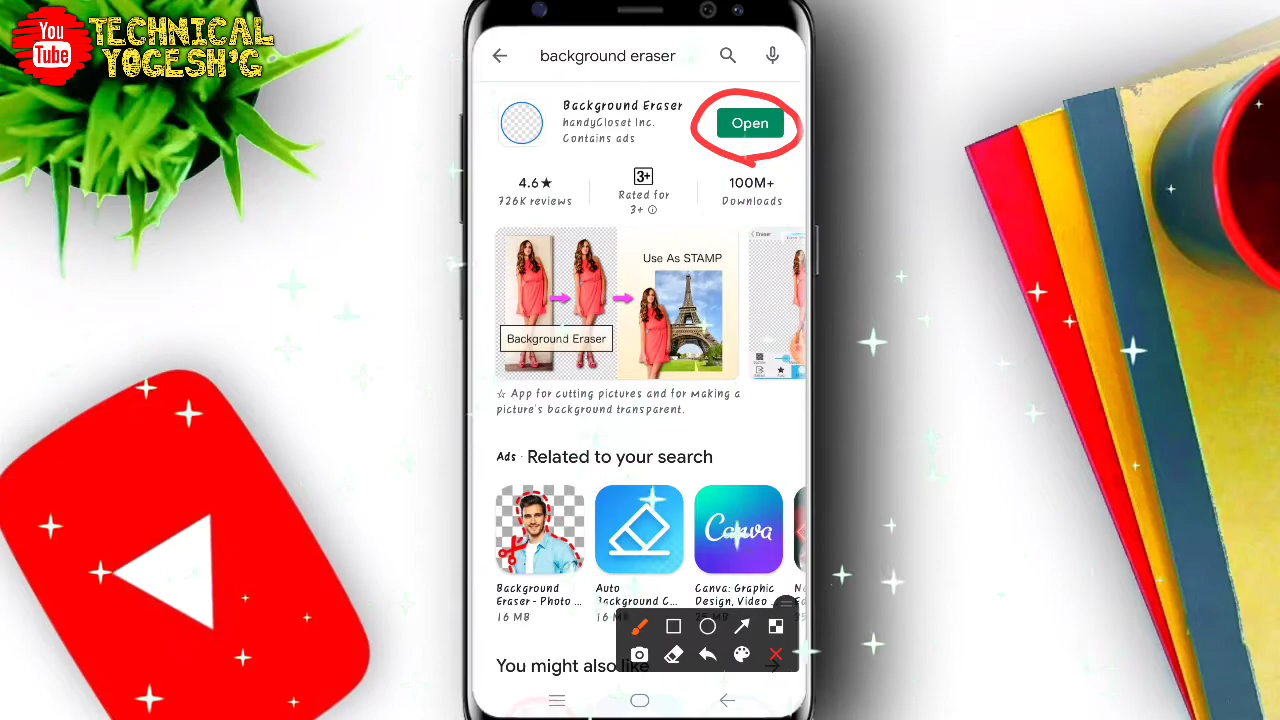 You
Tube
TECHNICAL
YOGESH'G
background eraser
Background Eraser
handyCloset Inc.
Contains ads
Open
4.6★
726K reviews
3+
Rated for
3+
100M+
Downloads
Use As STAMP
Background Eraser
Eraser
☆ App for cutting pictures and for making a
picture's background transparent.
Ads · Related to your search
Canva
Background
Eraser - Photo ...
16 MB
Auto
Background C...
16 M
Canva: Graphic
Design, Video ...
You might also like